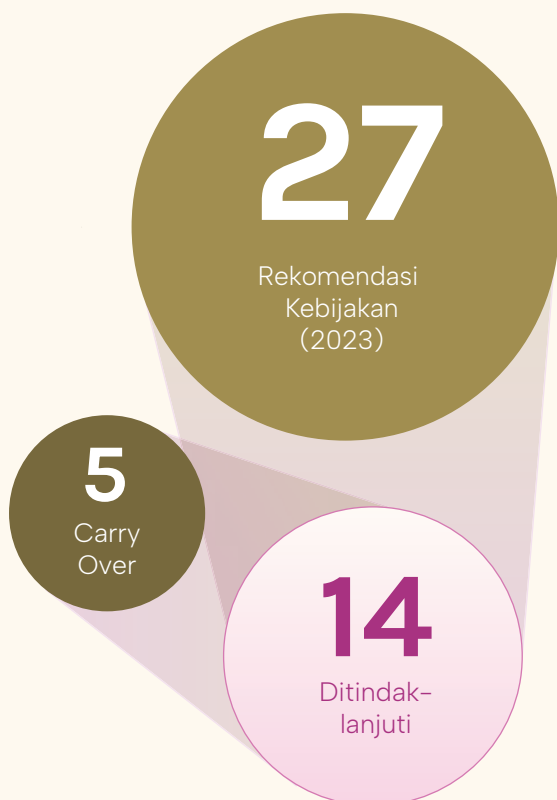 27
Rekomendasi
Kebijakan
(2023)
5
Carry
Over
14
Ditindak-
lanjuti